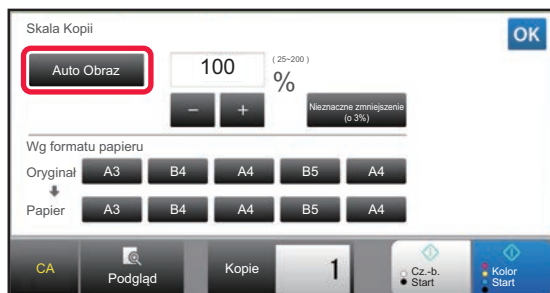 Skala Kopii
OK
Auto Obraz
100
(25~200)
%
−
+
Nieznaczne zmniejszenie
(o 3%)
Wg formatu papieru
Oryginał
A3
B4
A4
B5
A4
Papier
A3
B4
A4
B5
A4
CA
Podgląd
Kopie
1
Cz.-b.
Start
Kolor
Start